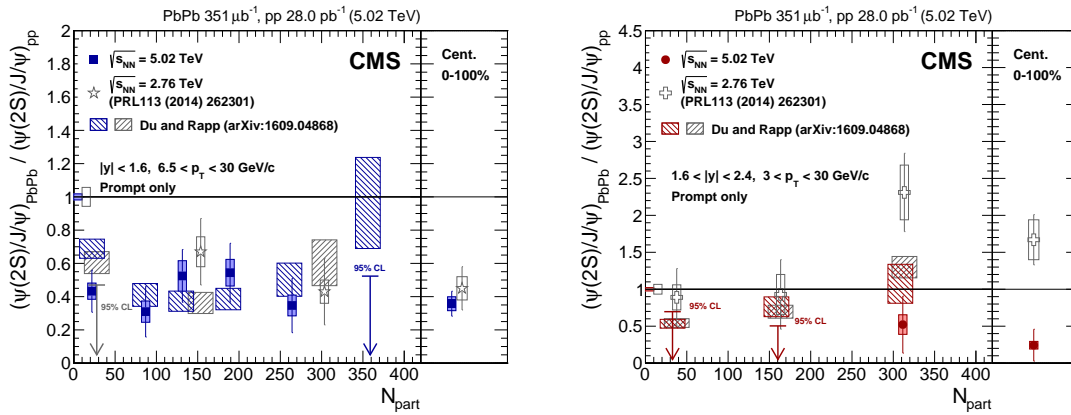 PbPb 351 μb⁻¹, pp 28.0 pb⁻¹ (5.02 TeV)
(ψ(2S)/J/ψ)PbPb / (ψ(2S)/J/ψ)pp
2
1.8
1.6
1.4
1.2
1
0.8
0.6
0.4
0.2
0
√sNN = 5.02 TeV
CMS
Cent.
0-100%
√sNN = 2.76 TeV
(PRL113 (2014) 262301)
Du and Rapp (arXiv:1609.04868)
|y| < 1.6, 6.5 < pT < 30 GeV/c
Prompt only
95% CL
95% CL
0 50 100 150 200 250 300 350 400
Npart
PbPb 351 μb⁻¹, pp 28.0 pb⁻¹ (5.02 TeV)
(ψ(2S)/J/ψ)PbPb / (ψ(2S)/J/ψ)pp
4.5
4
3.5
3
2.5
2
1.5
1
0.5
0
√sNN = 5.02 TeV
CMS
Cent.
0-100%
√sNN = 2.76 TeV
(PRL113 (2014) 262301)
Du and Rapp (arXiv:1609.04868)
1.6 < |y| < 2.4, 3 < pT < 30 GeV/c
Prompt only
95% CL
95% CL
0 50 100 150 200 250 300 350 400
Npart